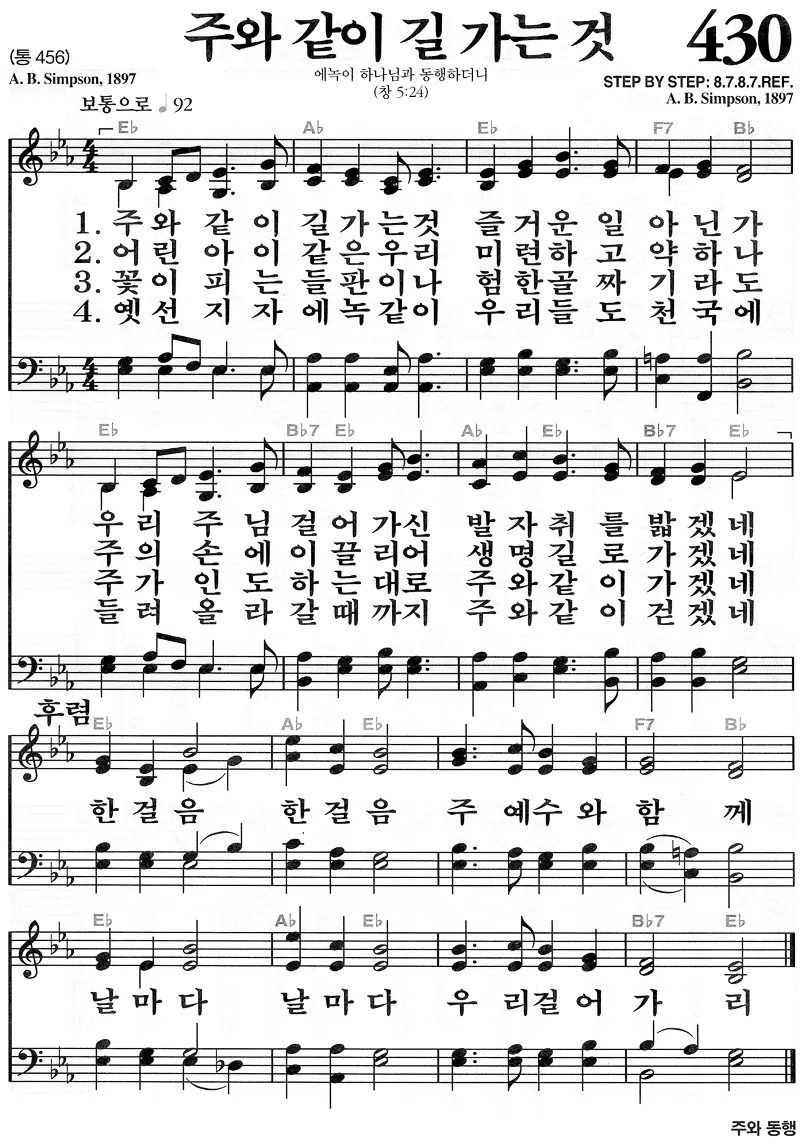 주와 같이 길 가는 것 430
(통 456)
A. B. Simpson, 1897
에녹이 하나님과 동행하더니
(창 5:24)
STEP BY STEP: 8.7.8.7.REF.
A. B. Simpson, 1897
보통으로 ♩ 92
E♭ A♭ E♭ F7 B♭
1. 주와 같이 길가는것 즐거운 일 아닌가
2. 어린 아이 같은우리 미련하고 약하나
3. 꽃이 피는 들판이나 험한골짜기라도
4. 옛선지자 에녹같이 우리들도 천국에
E♭ B♭7 E♭ A♭ E♭ B♭7 E♭
우리 주님 걸어가신 발자취를 밟겠네
주의 손에 이끌리어 생명길로 가겠네
주가 인도하는대로 주와같이 가겠네
들려 올라갈때까지 주와같이 걷겠네
후렴
E♭ A♭ E♭ F7 B♭
한걸음 한걸음 주 예수와 함께
E♭ A♭ E♭ B♭7 E♭
날마다 날마다 우리걸어가리
주와 동행